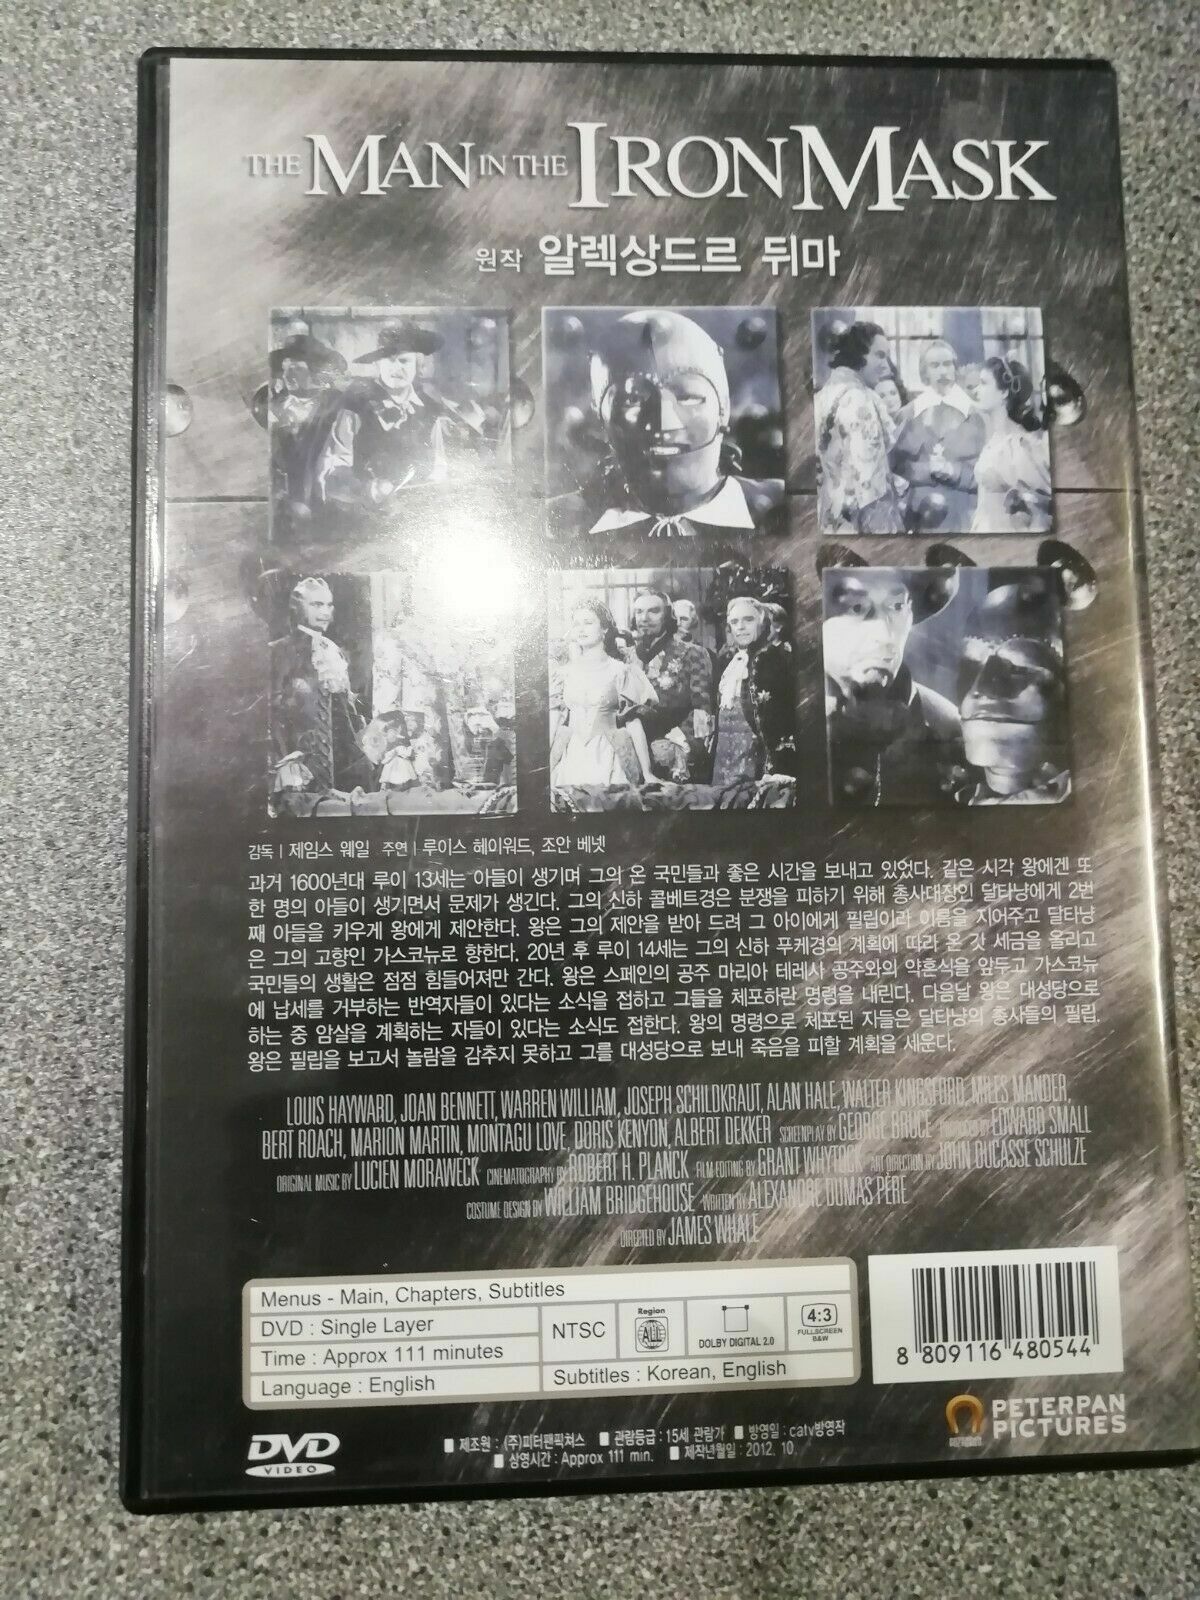 THE MAN IN THE IRON MASK
원작 알렉상드르 뒤마
감독 | 제임스 웨일 주연 | 루이스 헤이워드, 조안 베넷
과거 1600년대 루이 13세는 아들이 생기며 그의 온 국민들과 좋은 시간을 보내고 있었다. 같은 시각 왕에겐 또
한 명의 아들이 생기면서 문제가 생긴다. 그의 신하 콜베트경은 분쟁을 피하기 위해 총사대장인 달타냥에게 2번
째 아들을 키우게 왕에게 제안한다. 왕은 그의 제안을 받아 드려 그 아이에게 필립이라 이름을 지어주고 달타냥
은 그의 고향인 가스코뉴로 향한다. 20년 후 루이 14세는 그의 신하 푸케경의 계획에 따라 온 갓 세금을 올리고
국민들의 생활은 점점 힘들어져만 간다. 왕은 스페인의 공주 마리아 테레사 공주와의 약혼식을 앞두고 가스코뉴
에 납세를 거부하는 반역자들이 있다는 소식을 접하고 그들을 체포하란 명령을 내린다. 다음날 왕은 대성당으로
하는 중 암살을 계획하는 자들이 있다는 소식도 접한다. 왕의 명령으로 체포된 자들은 달타냥의 총사들의 필립.
왕은 필립을 보고서 놀람을 감추지 못하고 그를 대성당으로 보내 죽음을 피할 계획을 세운다.
LOUIS HAYWARD, JOAN BENNETT, WARREN WILLIAM, JOSEPH SCHILDKRAUT, ALAN HALE, WALTER KINGSFORD, MILES MANDER,
BERT ROACH, MARION MARTIN, MONTAGU LOVE, DORIS KENYON, ALBERT DEKKER SCREENPLAY BY GEORGE BRUCE BY EDWARD SMALL
ORIGINAL MUSIC BY LUCIEN MORAWECK CINEMATOGRAPHY BY ROBERT H. PLANCK FILM EDITING BY GRANT WHYTOCK ART DIRECTION BY JOHN DUCASSE SCHULZE
COSTUME DESIGN BY WILLIAM BRIDGEHOUSE WRITTEN BY ALEXANDRE DUMAS PÈRE
DIRECTED BY JAMES WHALE
Menus - Main, Chapters, Subtitles
DVD : Single Layer
Time : Approx 111 minutes
Language : English
NTSC
Region
ALL
DOLBY DIGITAL 2.0
4:3
FULLSCREEN
B&W
Subtitles : Korean, English
8 809116 480544
DVD
VIDEO
■ 제조원 : (주)피터팬픽쳐스 ■ 관람등급 : 15세 관람가 ■ 방영일 : catv방영작
■ 상영시간 : Approx 111 min. ■ 제작년월일 : 2012. 10.
PETERPAN
PICTURES